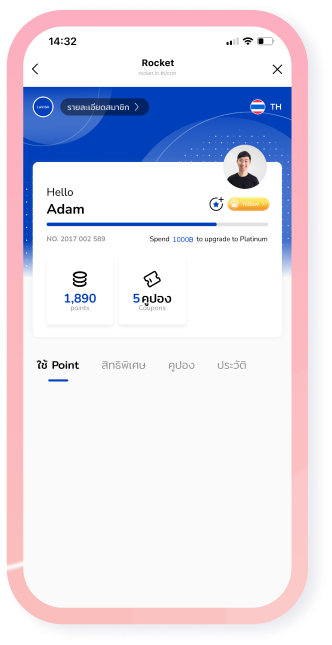 14:32
Rocket
rocket.in.th/crm
รายละเอียดสมาชิก
TH
Hello
Adam
NO. 2017 002 589
Spend 1000฿ to upgrade to Platinum
1,890
points
5 คูปอง
Coupons
ใช้ Point
สิทธิพิเศษ
คูปอง
ประวัติ